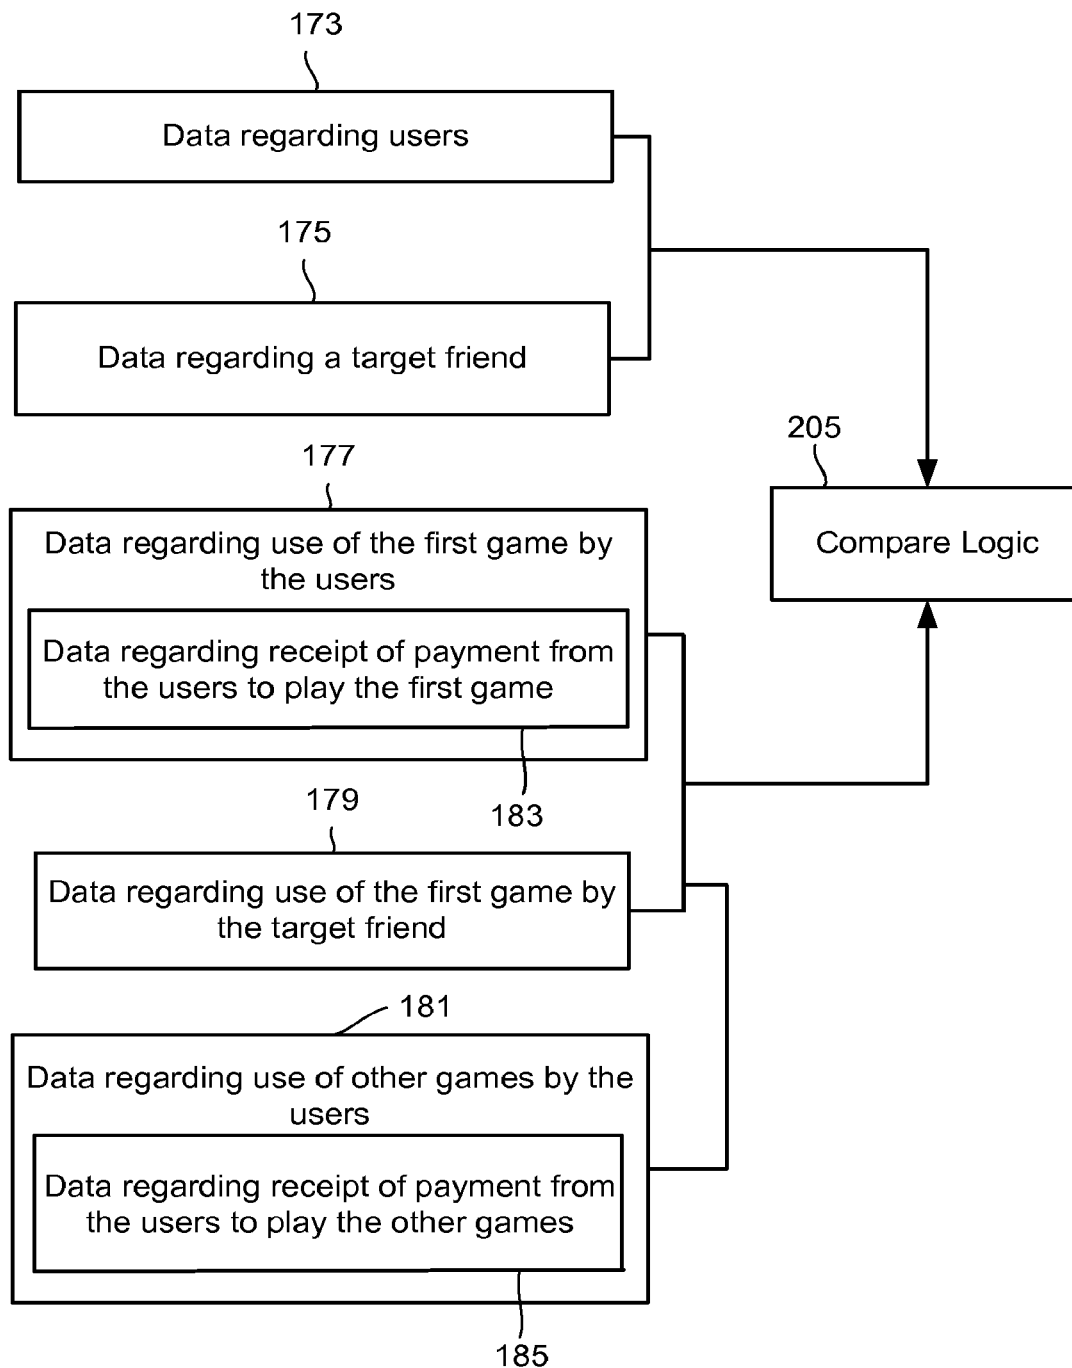 173
Data regarding users
175
Data regarding a target friend
205
Compare Logic
177
Data regarding use of the first game by
the users
Data regarding receipt of payment from
the users to play the first game
183
179
Data regarding use of the first game by
the target friend
181
Data regarding use of other games by the
users
Data regarding receipt of payment from
the users to play the other games
185